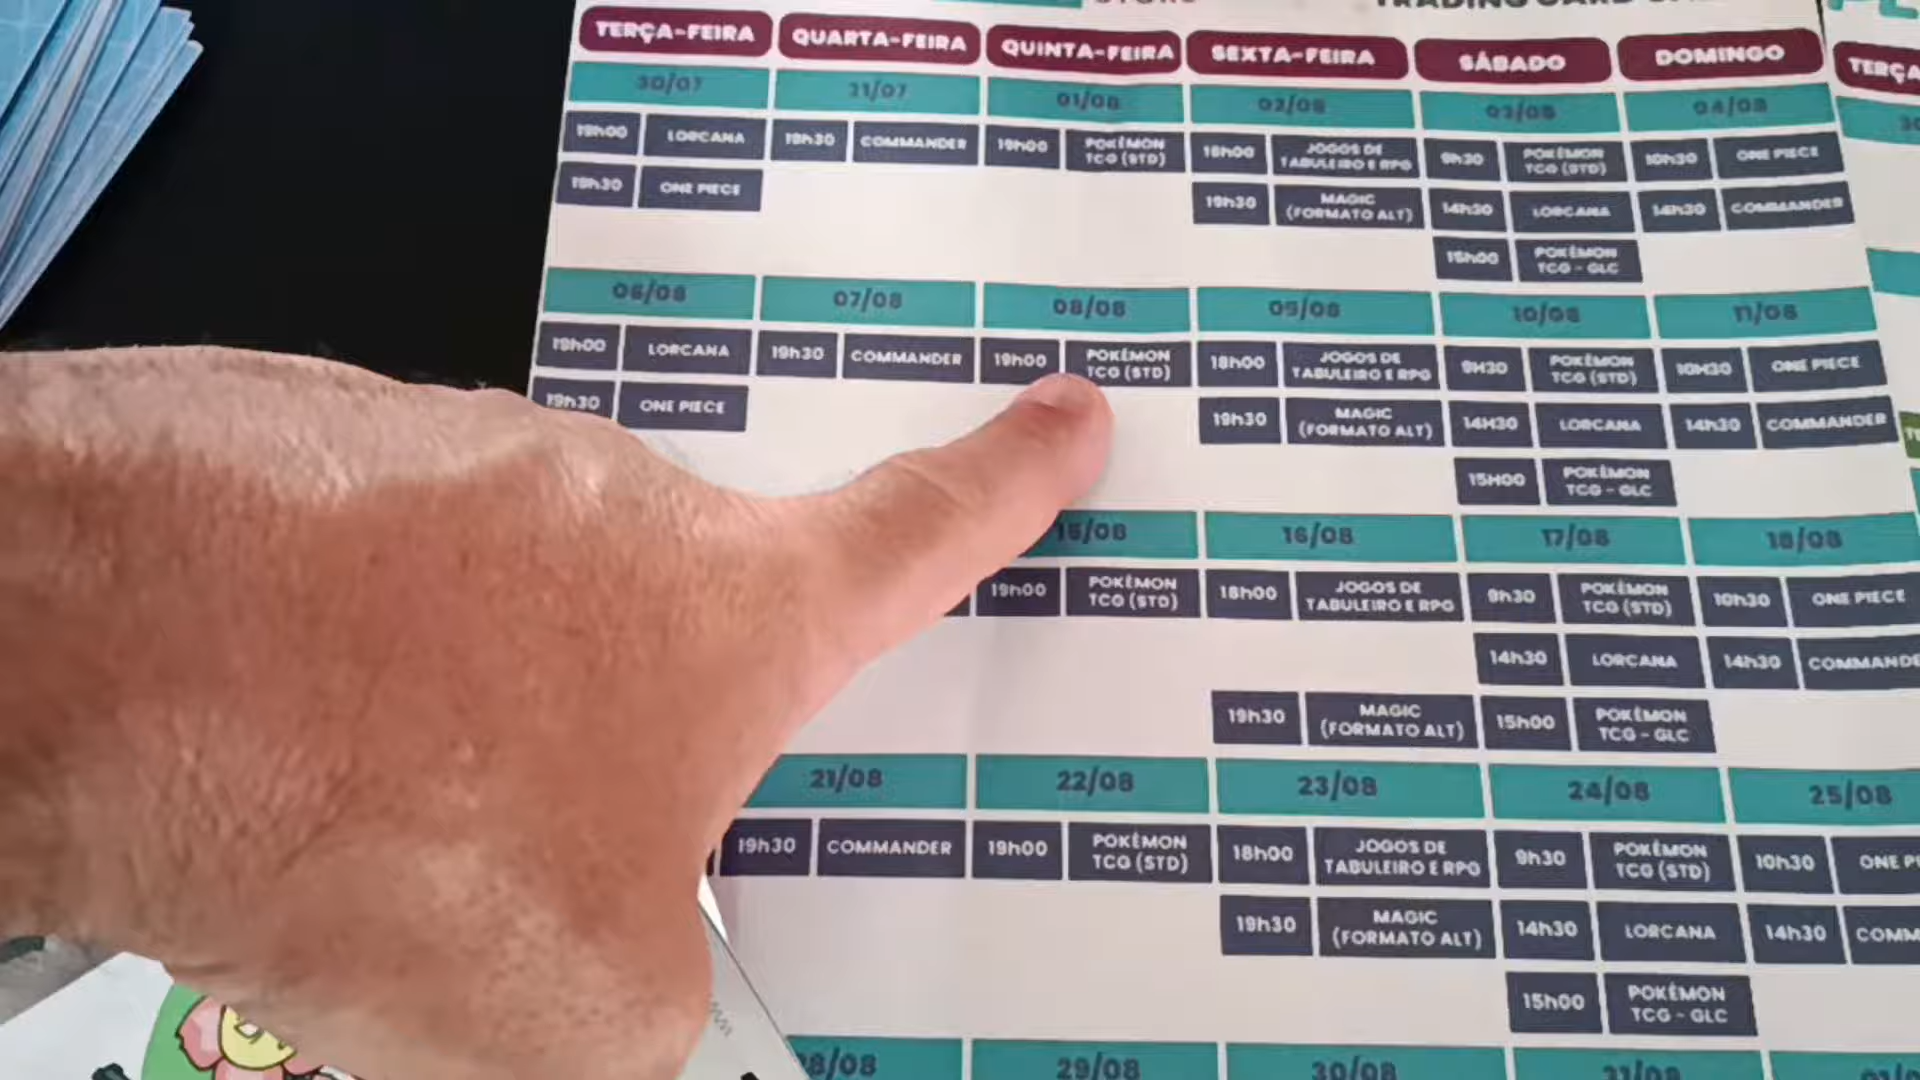 TERÇA-FEIRA QUARTA-FEIRA QUINTA-FEIRA SEXTA-FEIRA SÁBADO DOMINGO
30/07 31/07 01/08 02/08 03/08 04/08
19h00 LORCANA 19h30 COMMANDER 19h00 POKÉMON TCG (STD) 18h00 JOGOS DE TABULEIRO E RPG 9h30 POKÉMON TCG (STD) 10h30 ONE PIECE
19h30 ONE PIECE 19h30 MAGIC (FORMATO ALT) 14h30 LORCANA 14h30 COMMANDER
15h00 POKÉMON TCG - GLC
06/08 07/08 08/08 09/08 10/08 11/08
19h00 LORCANA 19h30 COMMANDER 19h00 POKÉMON TCG (STD) 18h00 JOGOS DE TABULEIRO E RPG 9H30 POKÉMON TCG (STD) 10H30 ONE PIECE
19h30 ONE PIECE 19h30 MAGIC (FORMATO ALT) 14H30 LORCANA 14h30 COMMANDER
15H00 POKÉMON TCG - GLC
15/08 16/08 17/08 18/08
19h00 POKÉMON TCG (STD) 18h00 JOGOS DE TABULEIRO E RPG 9h30 POKÉMON TCG (STD) 10h30 ONE PIECE
14h30 LORCANA 14h30
19h30 MAGIC (FORMATO ALT) 15h00 POKÉMON TCG - GLC
21/08 22/08 23/08 24/08 25/08
19h30 COMMANDER 19h00 POKÉMON TCG (STD) 18h00 JOGOS DE TABULEIRO E RPG 9h30 POKÉMON TCG (STD) 10h30 ONE
19h30 MAGIC (FORMATO ALT) 14h30 LORCANA 14h30
15h00 POKÉMON TCG - GLC
29/08 30/08 31/08